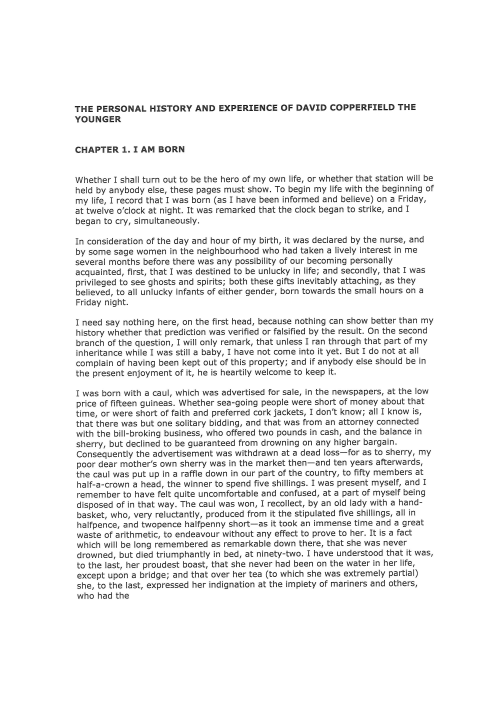 THE PERSONAL HISTORY AND EXPERIENCE OF DAVID COPPERFIELD THE
YOUNGER
CHAPTER 1. I AM BORN
Whether I shall turn out to be the hero of my own life, or whether that station will be
held by anybody else, these pages must show. To begin my life with the beginning of
my life, I record that I was born (as I have been informed and believe) on a Friday,
at twelve o’clock at night. It was remarked that the clock began to strike, and I
began to cry, simultaneously.
In consideration of the day and hour of my birth, it was declared by the nurse, and
by some sage women in the neighbourhood who had taken a lively interest in me
several months before there was any possibility of our becoming personally
acquainted, first, that I was destined to be unlucky in life; and secondly, that I was
privileged to see ghosts and spirits; both these gifts inevitably attaching, as they
believed, to all unlucky infants of either gender, born towards the small hours on a
Friday night.
I need say nothing here, on the first head, because nothing can show better than my
history whether that prediction was verified or falsified by the result. On the second
branch of the question, I will only remark, that unless I ran through that part of my
inheritance while I was still a baby, I have not come into it yet. But I do not at all
complain of having been kept out of this property; and if anybody else should be in
the present enjoyment of it, he is heartily welcome to keep it.
I was born with a caul, which was advertised for sale, in the newspapers, at the low
price of fifteen guineas. Whether sea-going people were short of money about that
time, or were short of faith and preferred cork jackets, I don’t know; all I know is,
that there was but one solitary bidding, and that was from an attorney connected
with the bill-broking business, who offered two pounds in cash, and the balance in
sherry, but declined to be guaranteed from drowning on any higher bargain.
Consequently the advertisement was withdrawn at a dead loss—for as to sherry, my
poor dear mother’s own sherry was in the market then—and ten years afterwards,
the caul was put up in a raffle down in our part of the country, to fifty members at
half-a-crown a head, the winner to spend five shillings. I was present myself, and I
remember to have felt quite uncomfortable and confused, at a part of myself being
disposed of in that way. The caul was won, I recollect, by an old lady with a hand-
basket, who, very reluctantly, produced from it the stipulated five shillings, all in
halfpence, and twopence halfpenny short—as it took an immense time and a great
waste of arithmetic, to endeavour without any effect to prove to her. It is a fact
which will be long remembered as remarkable down there, that she was never
drowned, but died triumphantly in bed, at ninety-two. I have understood that it was,
to the last, her proudest boast, that she never had been on the water in her life,
except upon a bridge; and that over her tea (to which she was extremely partial)
she, to the last, expressed her indignation at the impiety of mariners and others,
who had the